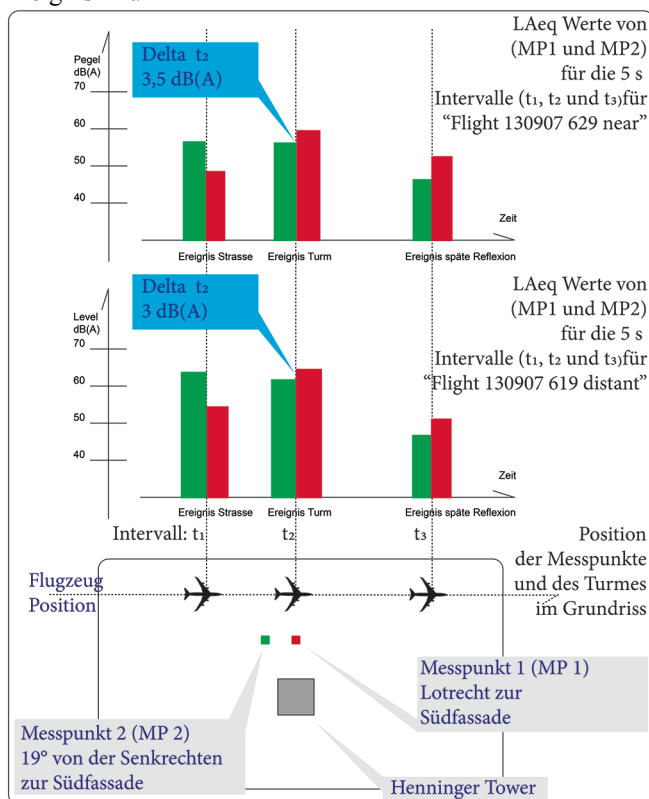 LAeq Werte von
(MP1 und MP2)
für die 5 s
Intervalle (t₁, t₂ und t₃)für
“Flight 130907 629 near”
Pegel
dB(A)
70
60
50
40
Delta t₂
3,5 dB(A)
Zeit
Ereignis Strasse
Ereignis Turm
Ereignis späte Reflexion
LAeq Werte von
(MP1 und MP2)
für die 5 s
Intervalle (t₁, t₂ und t₃)für
“Flight 130907 619 distant”
Level
dB(A)
70
60
50
40
Delta t₂
3 dB(A)
Zeit
Ereignis Strasse
Ereignis Turm
Ereignis späte Reflexion
Intervall: t₁
t₂
t₃
Position
der Messpunkte
und des Turmes
im Grundriss
Flugzeug
Position
Messpunkt 1 (MP 1)
Lotrecht zur
Südfassade
Messpunkt 2 (MP 2)
19° von der Senkrechten
zur Südfassade
Henninger Tower